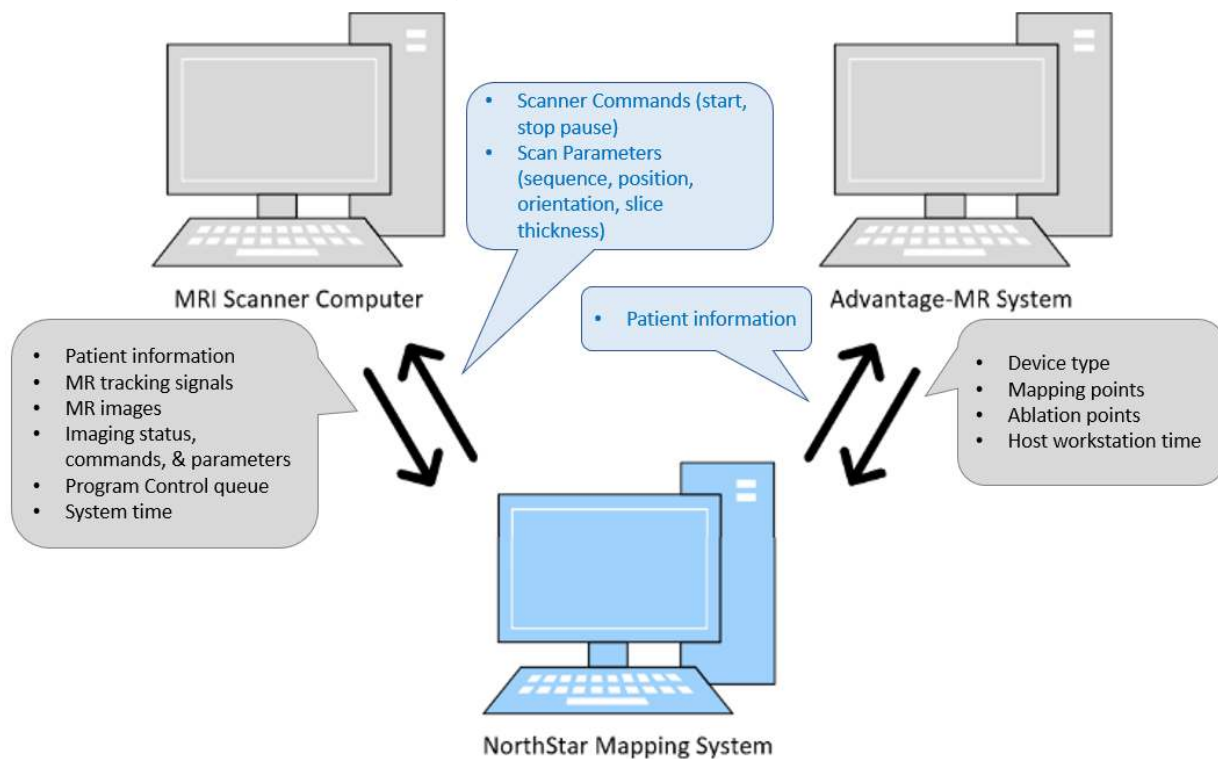 • Scanner Commands (start,
stop pause)
• Scan Parameters
(sequence, position,
orientation, slice
thickness)
MRI Scanner Computer
Advantage-MR System
• Patient information
• Patient information
• MR tracking signals
• MR images
• Imaging status,
commands, & parameters
• Program Control queue
• System time
• Device type
• Mapping points
• Ablation points
• Host workstation time
NorthStar Mapping System